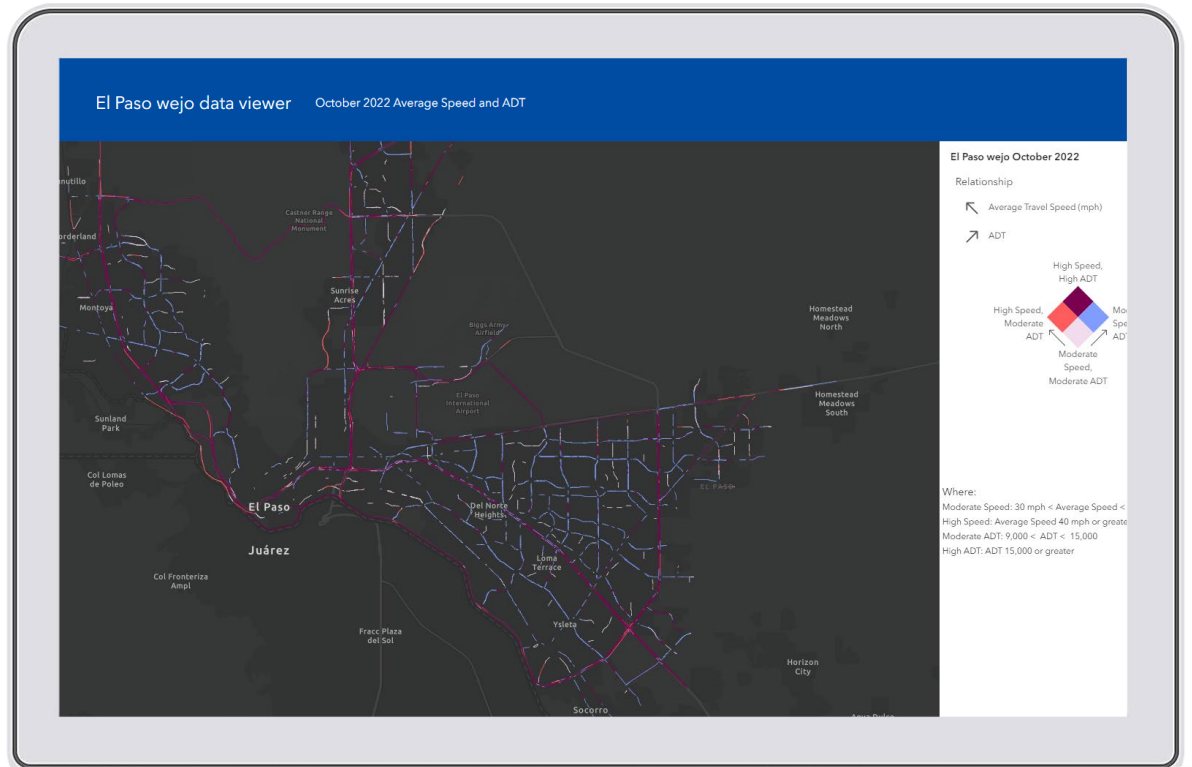 El Paso wejo data viewer
October 2022 Average Speed and ADT
nutillo
orderland
Montoya
Sunland
Park
Col Lomas
de Poleo
Castner Range
National
Monument
Sunrise
Acres
Biggs Army
Airfield
El Paso
International
Airport
Homestead
Meadows
North
Homestead
Meadows
South
EL PASO
El Paso
Juárez
Del Norte
Heights
Loma
Terrace
Col Fronteriza
Ampl
Fracc Plaza
del Sol
Ysleta
Horizon
City
Socorro
El Paso wejo October 2022
Relationship
Average Travel Speed (mph)
ADT
High Speed,
High ADT
High Speed,
Moderate
ADT
Mo
Spe
AD
Moderate
Speed,
Moderate ADT
Where:
Moderate Speed: 30 mph < Average Speed <
High Speed: Average Speed 40 mph or greate
Moderate ADT: 9,000 < ADT < 15,000
High ADT: ADT 15,000 or greater